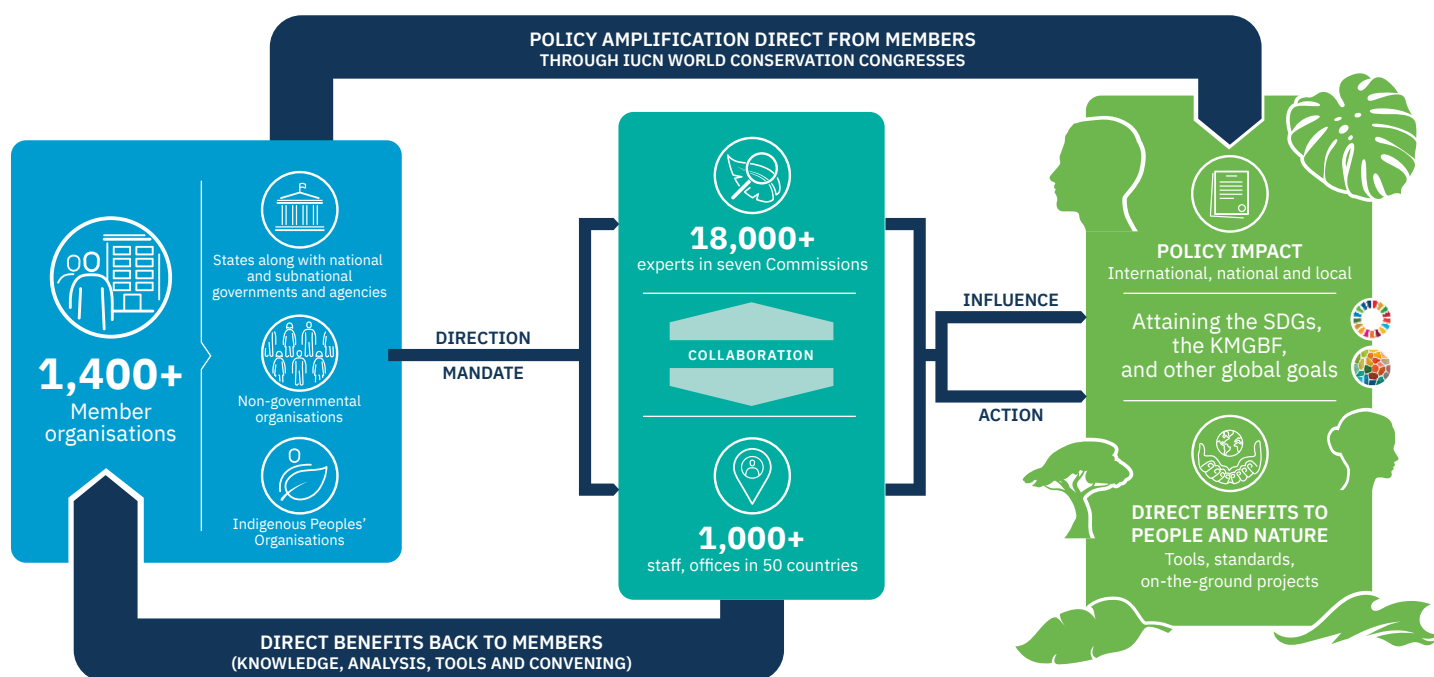 POLICY AMPLIFICATION DIRECT FROM MEMBERS
THROUGH IUCN WORLD CONSERVATION CONGRESSES
1,400+
Member
organisations
States along with national
and subnational
governments and agencies
Non-governmental
organisations
Indigenous Peoples’
Organisations
DIRECTION
MANDATE
18,000+
experts in seven Commissions
COLLABORATION
1,000+
staff, offices in 50 countries
INFLUENCE
ACTION
POLICY IMPACT
International, national and local
Attaining the SDGs,
the KMGBF,
and other global goals
DIRECT BENEFITS TO
PEOPLE AND NATURE
Tools, standards,
on-the-ground projects
DIRECT BENEFITS BACK TO MEMBERS
(KNOWLEDGE, ANALYSIS, TOOLS AND CONVENING)